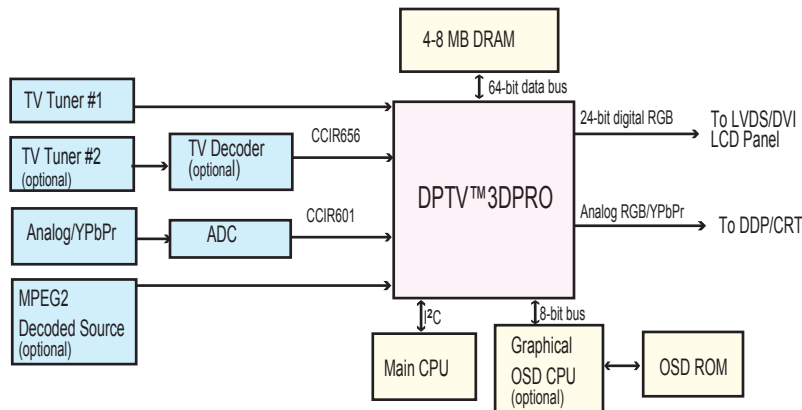 4-8 MB DRAM
64-bit data bus
TV Tuner #1
TV Tuner #2
(optional)
TV Decoder
(optional)
CCIR656
Analog/YPbPr
ADC
CCIR601
MPEG2
Decoded Source
(optional)
DPTV™3DPRO
24-bit digital RGB
To LVDS/DVI
LCD Panel
Analog RGB/YPbPr
To DDP/CRT
I²C
8-bit bus
Main CPU
Graphical
OSD CPU
(optional)
OSD ROM